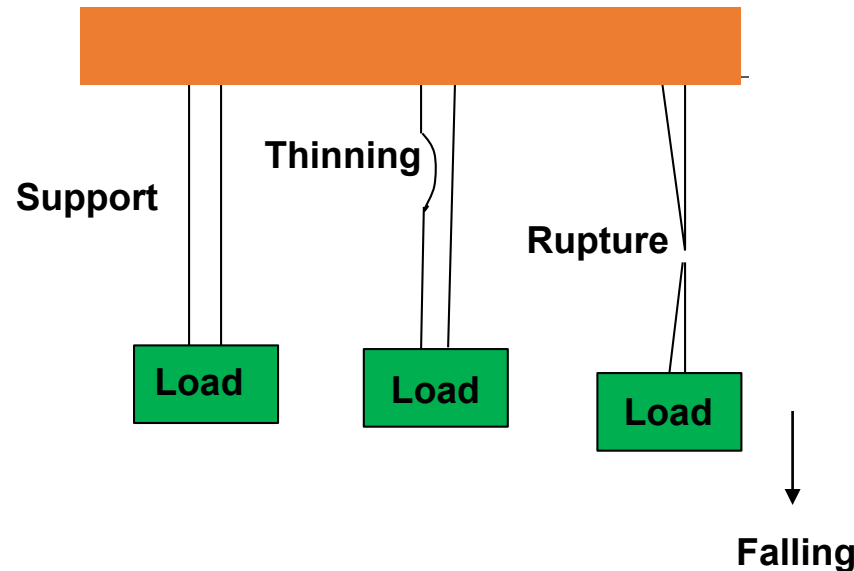 Thinning
Support
Rupture
Load
Load
Load
Falling